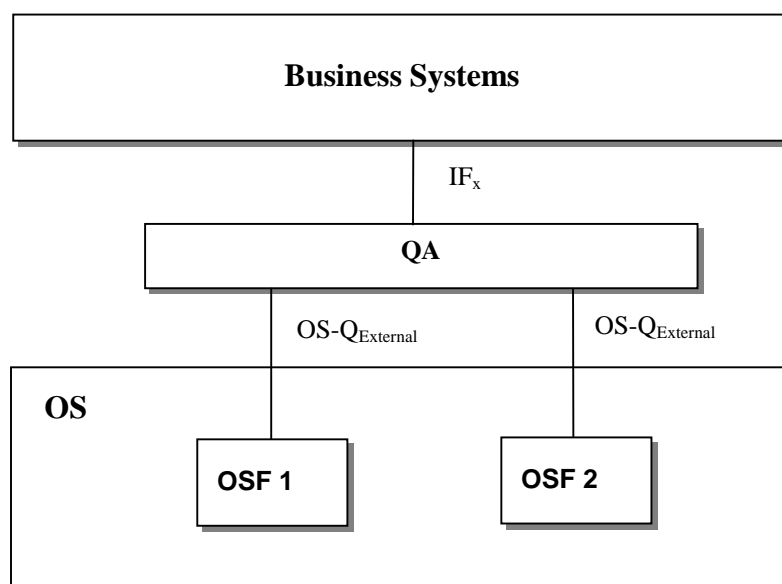 Business Systems
IFx
QA
OS-QExternal
OS-QExternal
OS
OSF 1
OSF 2